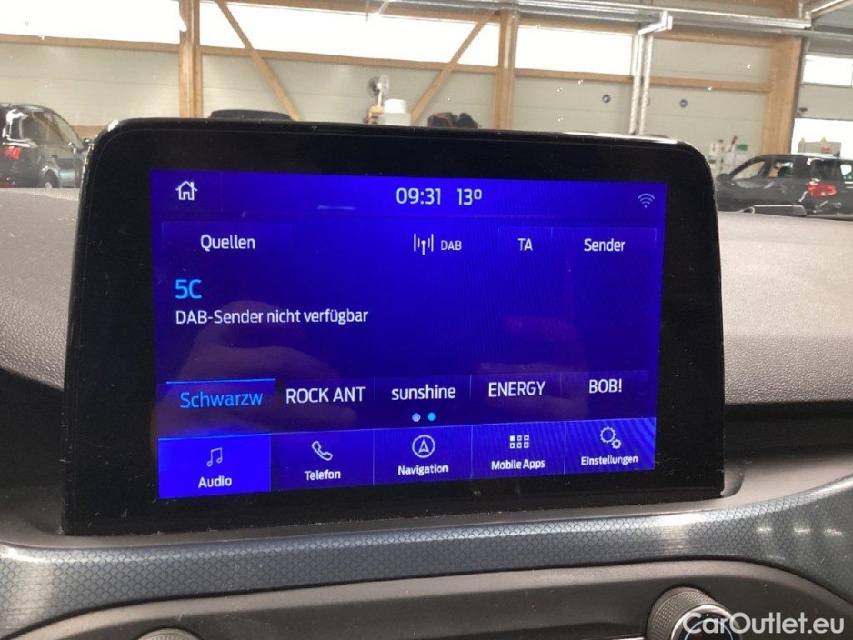 09:31 13°
Quellen DAB TA Sender
5C
DAB-Sender nicht verfügbar
Schwarzw ROCK ANT sunshine ENERGY BOB!
Audio Telefon Navigation Mobile Apps Einstellungen
CarOutlet.eu